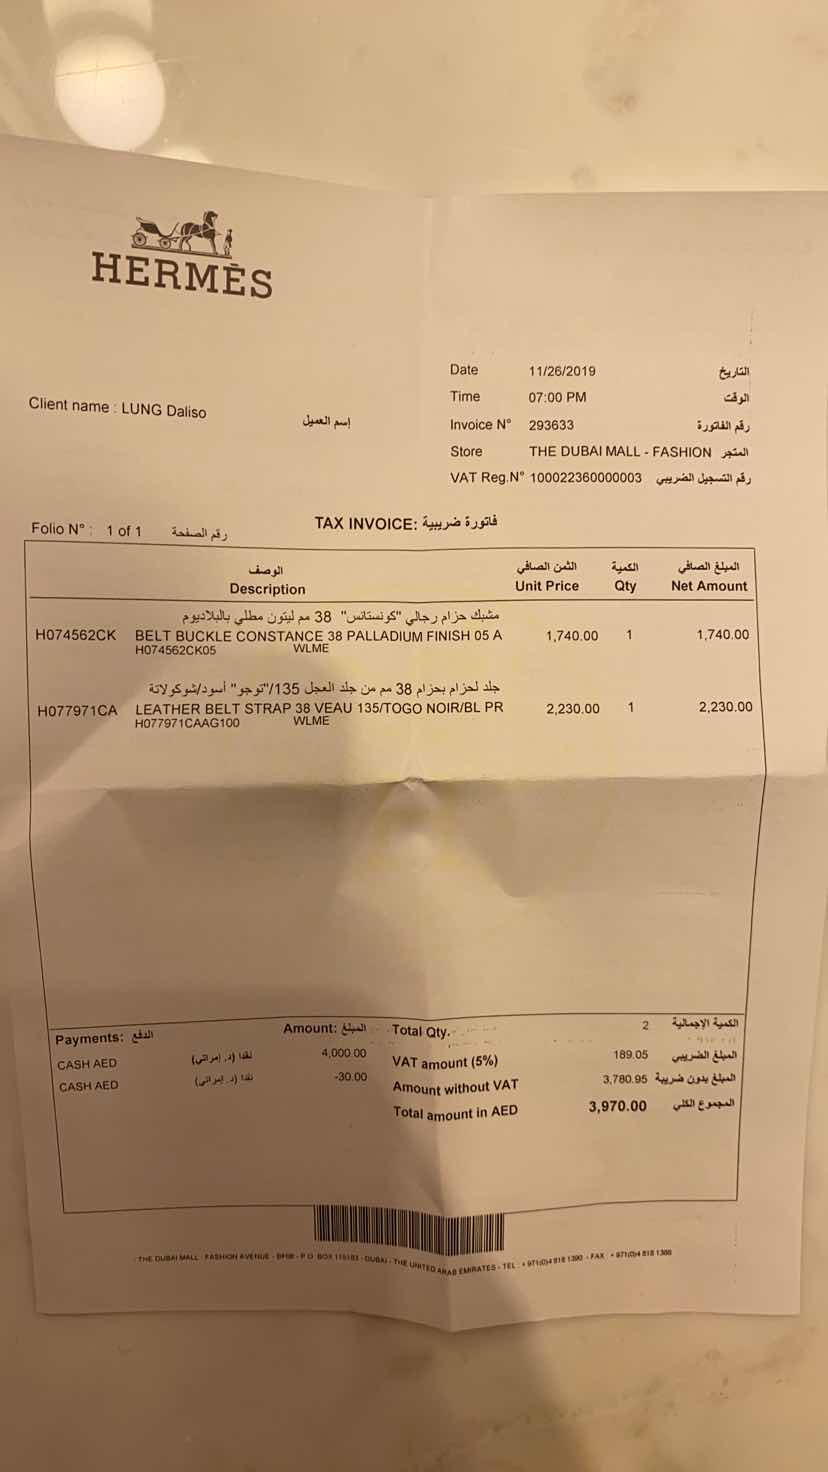 HERMÈS
Client name : LUNG Daliso
إسم العميل
Date 11/26/2019 التاريخ
Time 07:00 PM الوقت
Invoice N° 293633 رقم الفاتورة
Store THE DUBAI MALL - FASHION المتجر
VAT Reg.N° 100022360000003 رقم التسجيل الضريبي
Folio N° : 1 of 1 رقم الصفحة
TAX INVOICE: فاتورة ضريبية
الوصف الثمن الصافي الكمية المبلغ الصافي
Description Unit Price Qty Net Amount
مشبك حزام رجالي "كونستانس" 38 مم ليتون مطلي بالبلاديوم
H074562CK BELT BUCKLE CONSTANCE 38 PALLADIUM FINISH 05 A 1,740.00 1 1,740.00
H074562CK05 WLME
جلد لحزام بحزام 38 مم من جلد العجل 135/"توجو" أسود/شوكولاتة
H077971CA LEATHER BELT STRAP 38 VEAU 135/TOGO NOIR/BL PR 2,230.00 1 2,230.00
H077971CAAG100 WLME
Payments: الدفع Amount: المبلغ
CASH AED نقدا (د. إمراتي) 4,000.00
CASH AED نقدا (د. إمراتي) -30.00
Total Qty. 2 الكمية الإجمالية
VAT amount (5%) 189.05 المبلغ الضريبي
Amount without VAT 3,780.95 المبلغ بدون ضريبة
Total amount in AED 3,970.00 المجموع الكلي
THE DUBAI MALL - FASHION AVENUE - P.O. BOX - DUBAI - THE UNITED ARAB EMIRATES - TEL : +971(0)4 818 1390 - FAX : +971(0)4 818 1388